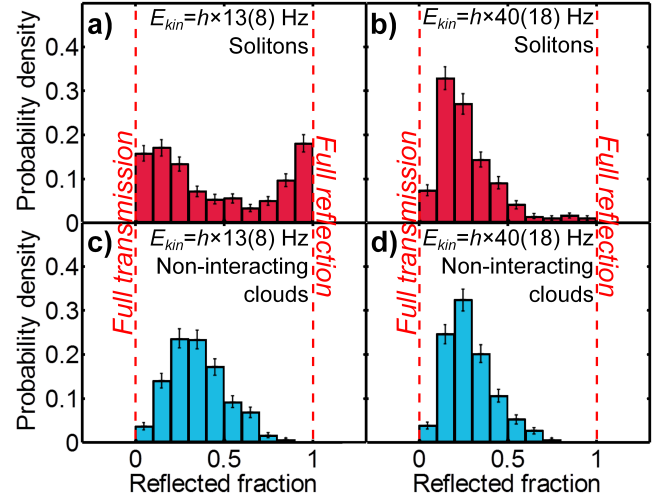 a) E_kin=h×13(8) Hz
Solitons
b) E_kin=h×40(18) Hz
Solitons
Probability density
0.4
0.3
0.2
0.1
0
Full transmission
Full reflection
Full transmission
Full reflection
c) E_kin=h×13(8) Hz
Non-interacting
clouds
d) E_kin=h×40(18) Hz
Non-interacting
clouds
Probability density
0.4
0.3
0.2
0.1
0
0 0.5 1
0 0.5 1
Reflected fraction
Reflected fraction